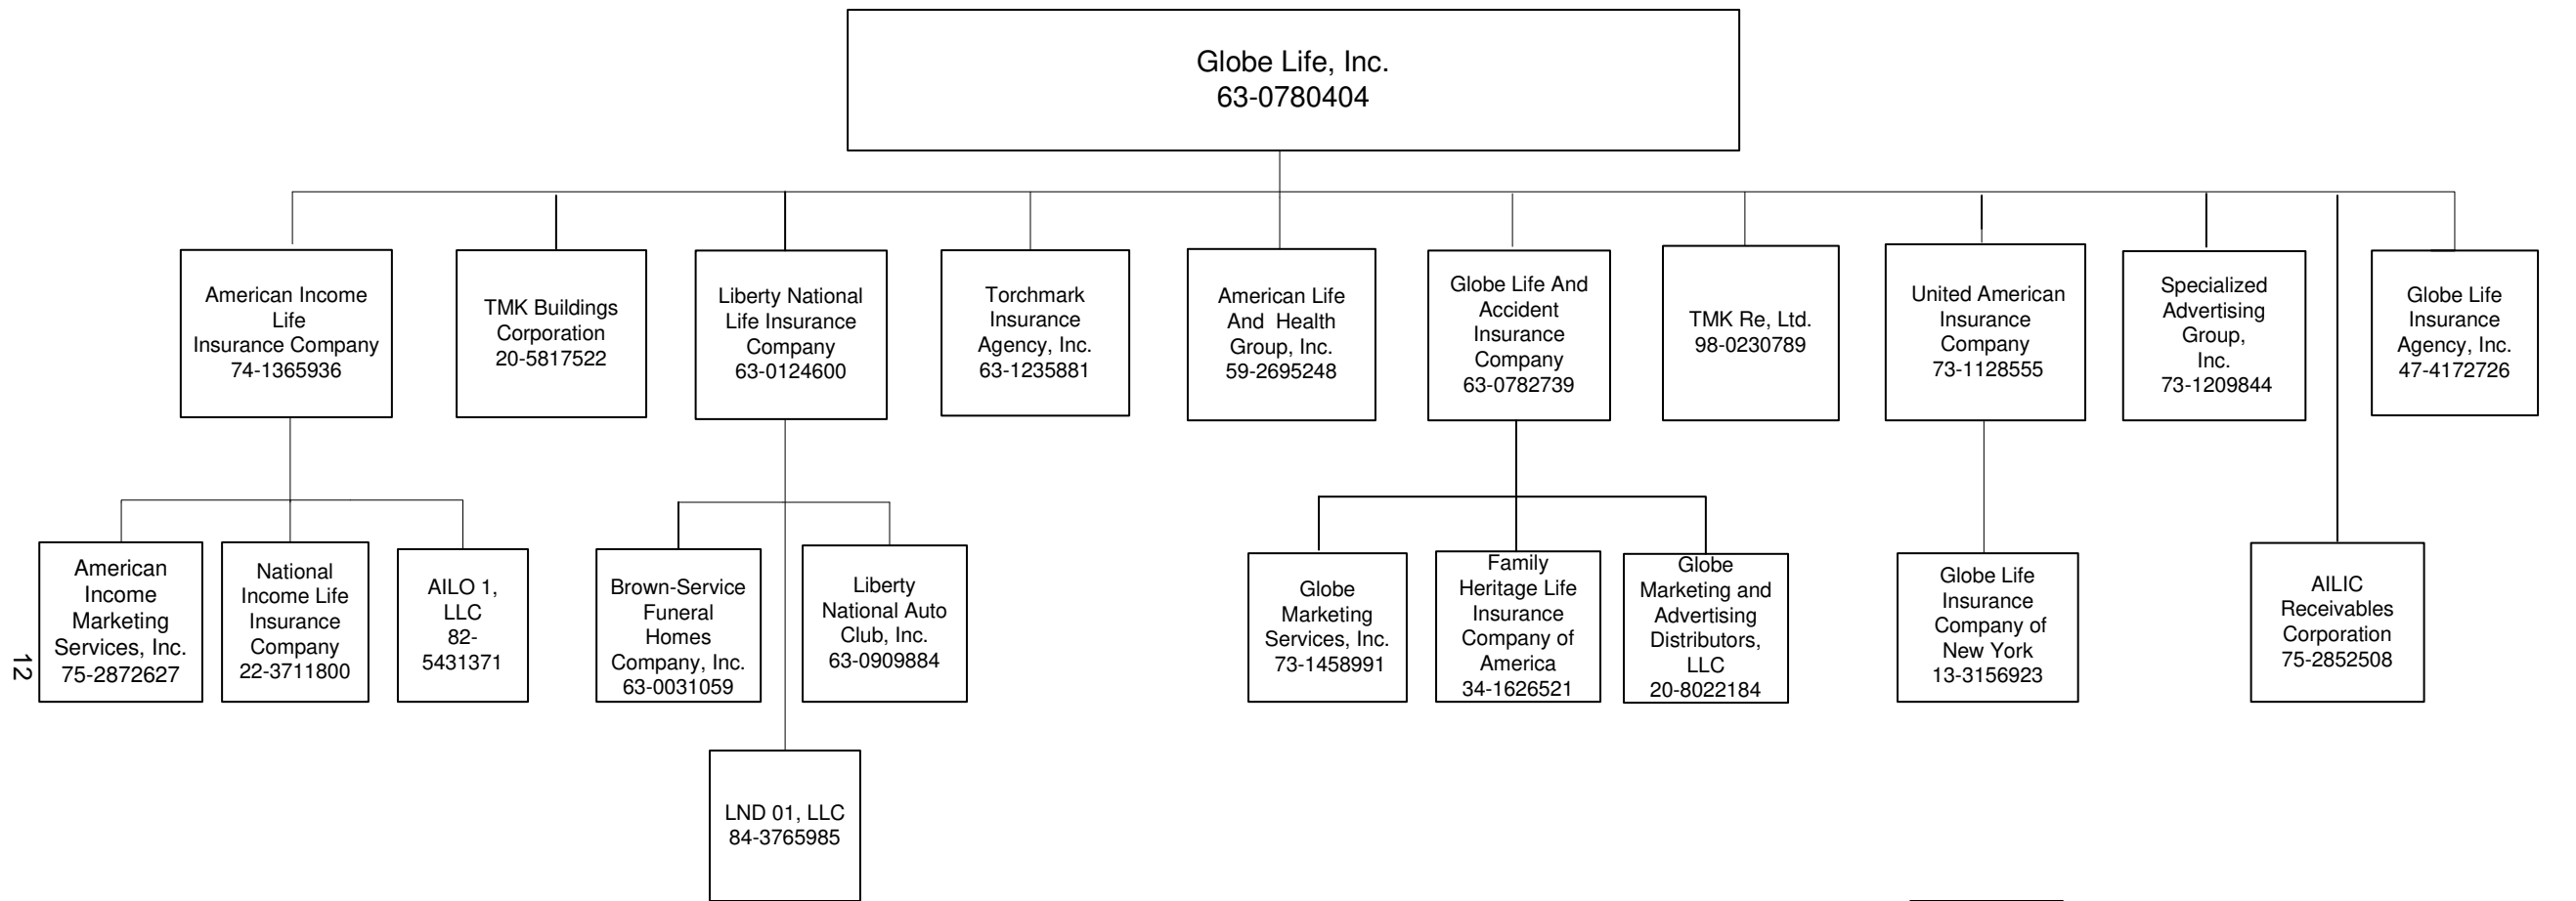 Globe Life, Inc.
63-0780404
American Income
Life
Insurance Company
74-1365936
TMK Buildings
Corporation
20-5817522
Liberty National
Life Insurance
Company
63-0124600
Torchmark
Insurance
Agency, Inc.
63-1235881
American Life
And Health
Group, Inc.
59-2695248
Globe Life And
Accident
Insurance
Company
63-0782739
TMK Re, Ltd.
98-0230789
United American
Insurance
Company
73-1128555
Specialized
Advertising
Group,
Inc.
73-1209844
Globe Life
Insurance
Agency, Inc.
47-4172726
American
Income
Marketing
Services, Inc.
75-2872627
National
Income Life
Insurance
Company
22-3711800
AILO 1,
LLC
82-
5431371
Brown-Service
Funeral
Homes
Company, Inc.
63-0031059
Liberty
National Auto
Club, Inc.
63-0909884
Globe
Marketing
Services, Inc.
73-1458991
Family
Heritage Life
Insurance
Company of
America
34-1626521
Globe
Marketing and
Advertising
Distributors,
LLC
20-8022184
Globe Life
Insurance
Company of
New York
13-3156923
AILIC
Receivables
Corporation
75-2852508
LND 01, LLC
84-3765985
12